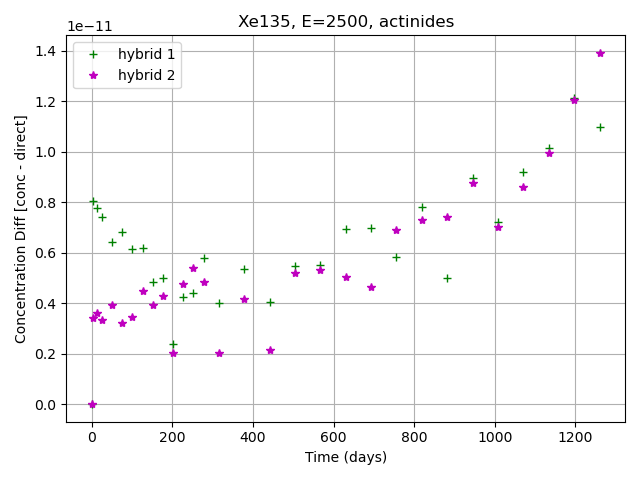 Xe135, E=2500, actinides
1e−11
hybrid 1
hybrid 2
1.4
1.2
1.0
0.8
0.6
0.4
0.2
0.0
Concentration Diff [conc - direct]
0 200 400 600 800 1000 1200
Time (days)